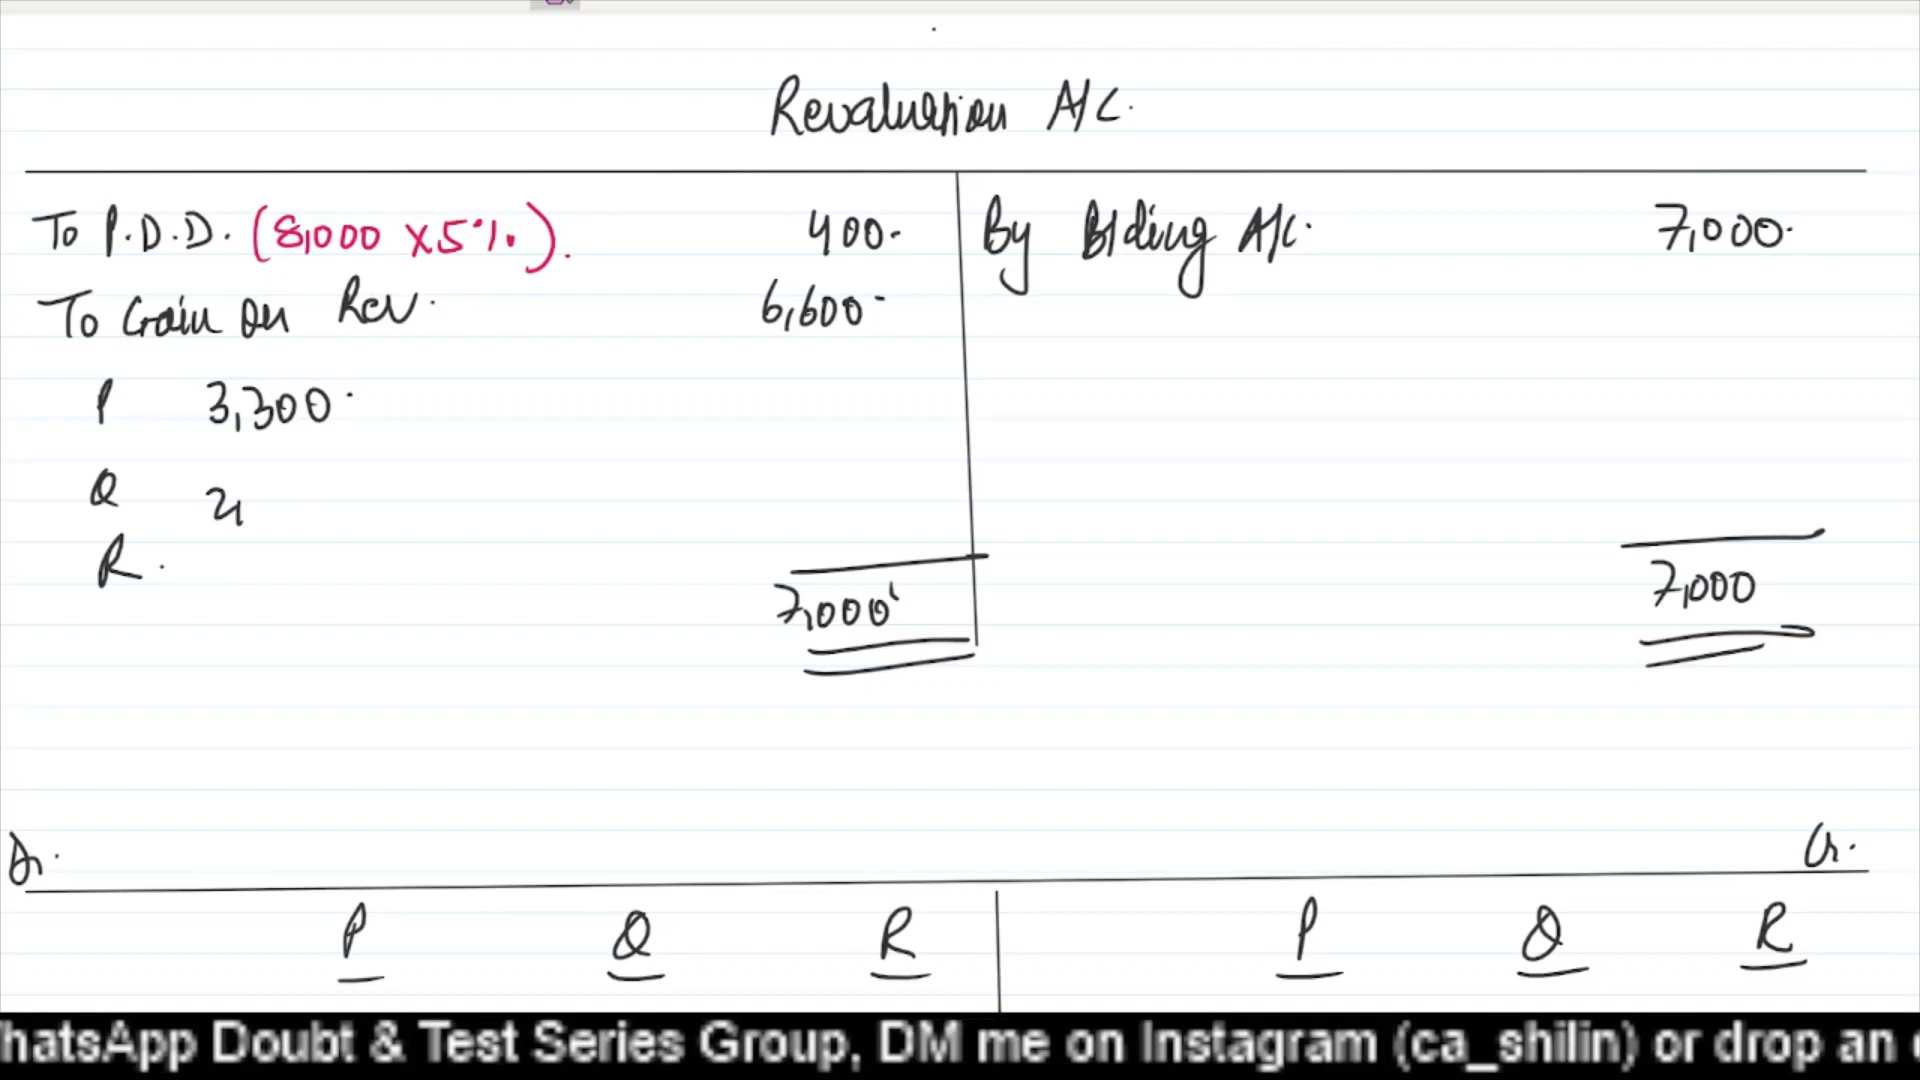 Revaluation A/C.
To P.D.D. (8,000 x 5%). 400. By Blding A/c. 7,000.
To Gain on Rev. 6,600
P 3,300
Q 2,
R.
7,000 7,000
Dr. Cr.
P Q R P Q R
hatsApp Doubt & Test Series Group, DM me on Instagram (ca_shilin) or drop an